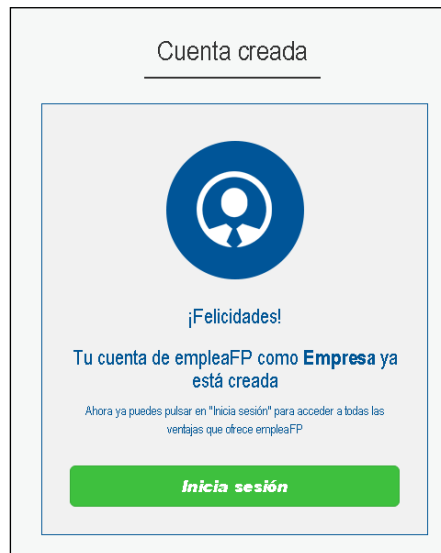 Cuenta creada
¡Felicidades!
Tu cuenta de empleaFP como Empresa ya
está creada
Ahora ya puedes pulsar en "Inicia sesión" para acceder a todas las
ventajas que ofrece empleaFP
Inicia sesión